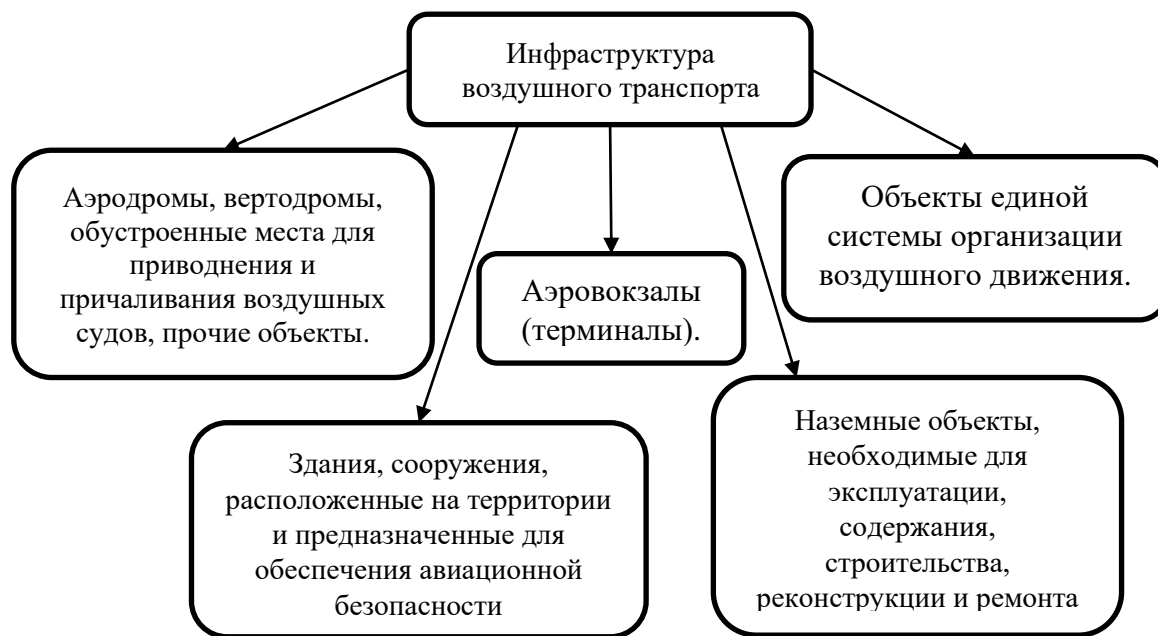 Инфраструктура
воздушного транспорта
Аэродромы, вертодромы,
обустроенные места для
приводнения и
причаливания воздушных
судов, прочие объекты.
Аэровокзалы
(терминалы).
Объекты единой
системы организации
воздушного движения.
Здания, сооружения,
расположенные на территории
и предназначенные для
обеспечения авиационной
безопасности
Наземные объекты,
необходимые для
эксплуатации,
содержания,
строительства,
реконструкции и ремонта